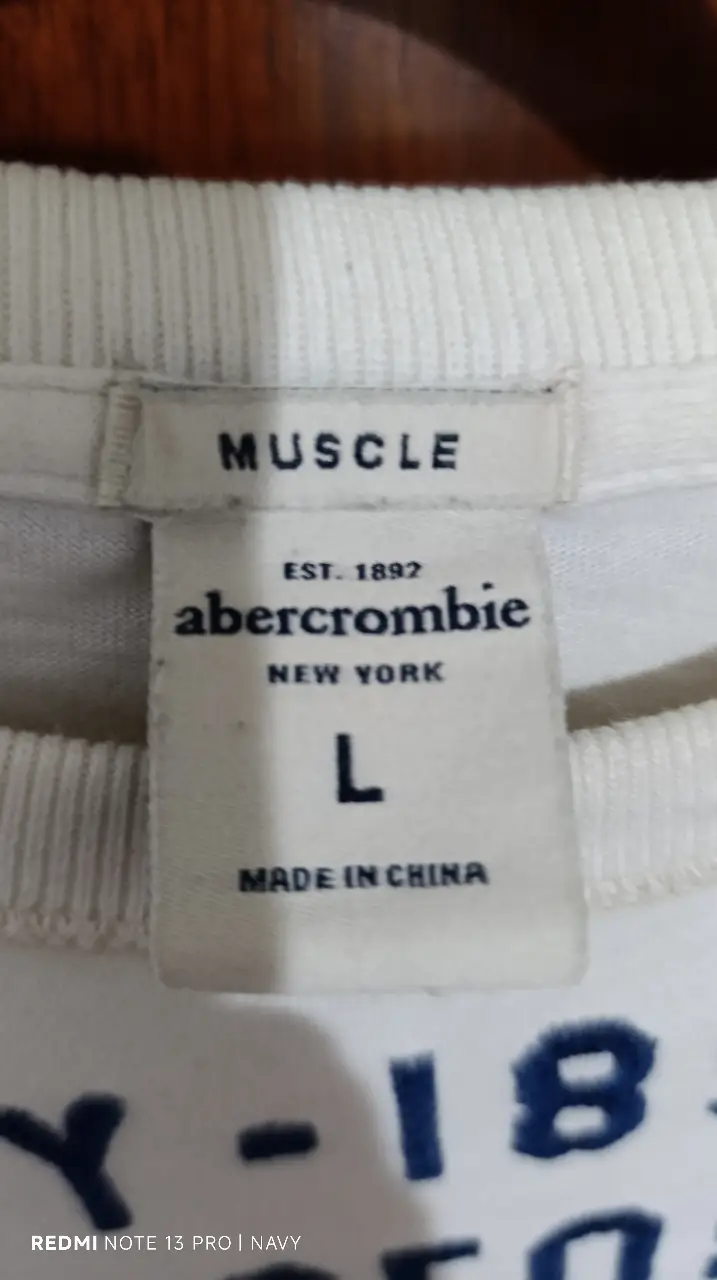 MUSCLE
EST. 1892
abercrombie
NEW YORK
L
MADE IN CHINA
Y - 18
REDMI NOTE 13 PRO | NAVY